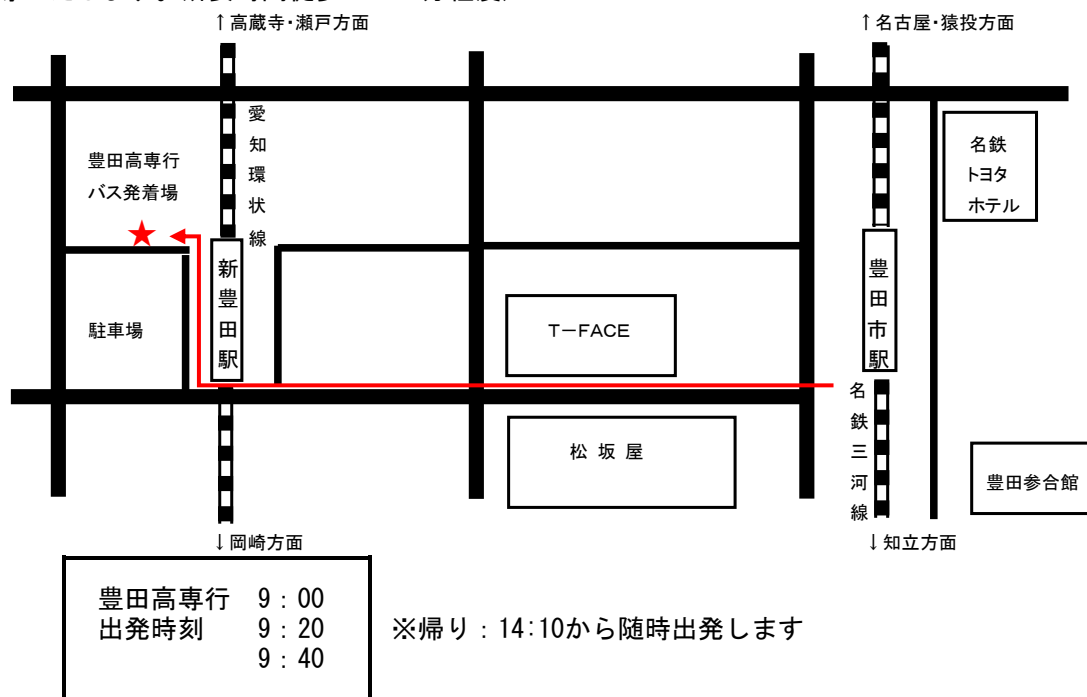 ↑高蔵寺・瀬戸方面
↑名古屋・猿投方面
愛知環状線
豊田高専行
バス発着場
名鉄
トヨタ
ホテル
新豊田駅
豊田市駅
駐車場
T－FACE
名鉄三河線
松 坂 屋
豊田参合館
↓岡崎方面
↓知立方面
豊田高専行　9：00
出発時刻　　9：20　　※帰り：14:10から随時出発します
9：40